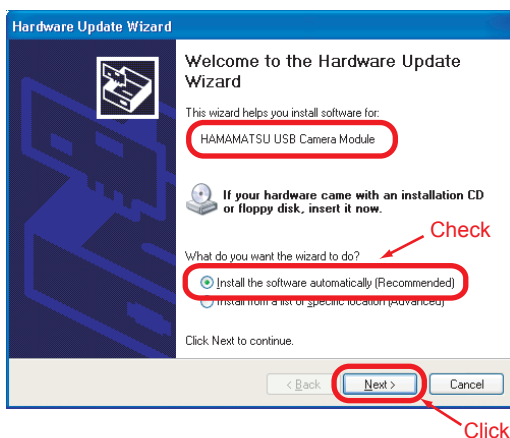 Hardware Update Wizard
Welcome to the Hardware Update
Wizard
This wizard helps you install software for:
HAMAMATSU USB Camera Module
If your hardware came with an installation CD
or floppy disk, insert it now.
Check
What do you want the wizard to do?
Install the software automatically (Recommended)
Install from a list or specific location (Advanced)
Click Next to continue.
< Back
Next >
Cancel
Click